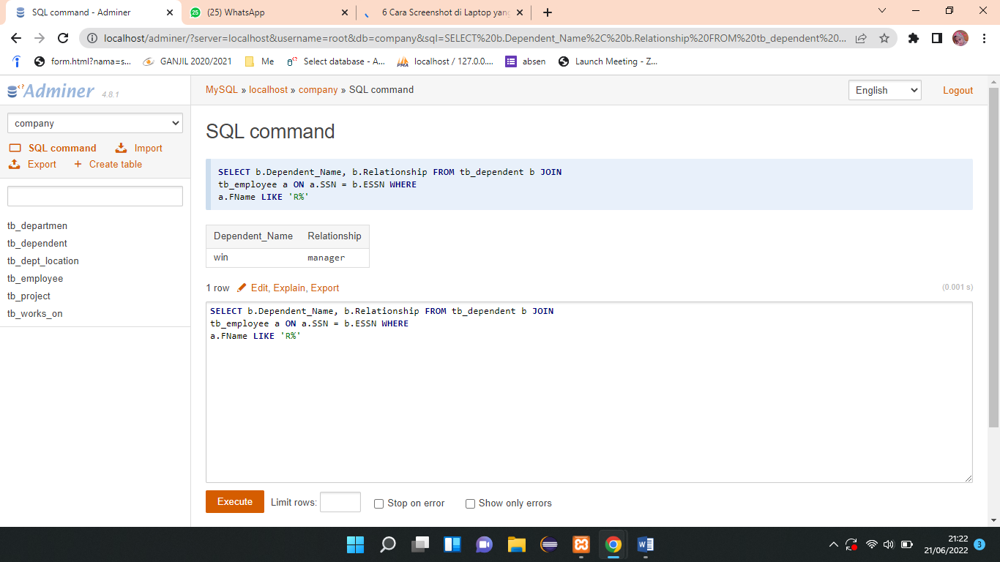 SQL command - Adminer
(25) WhatsApp
6 Cara Screenshot di Laptop yang
localhost/adminer/?server=localhost&username=root&db=company&sql=SELECT%20b.Dependent_Name%2C%20b.Relationship%20FROM%20tb_dependent%20...
form.html?nama=s...
GANJIL 2020/2021
Me
Select database - A...
localhost / 127.0.0....
absen
Launch Meeting - Z...
Adminer 4.8.1
MySQL » localhost » company » SQL command
English
Logout
company
SQL command
Import
Export
Create table
tb_departmen
tb_dependent
tb_dept_location
tb_employee
tb_project
tb_works_on
SQL command
SELECT b.Dependent_Name, b.Relationship FROM tb_dependent b JOIN
tb_employee a ON a.SSN = b.ESSN WHERE
a.FName LIKE 'R%'
Dependent_Name Relationship
win manager
1 row Edit, Explain, Export
(0.001 s)
SELECT b.Dependent_Name, b.Relationship FROM tb_dependent b JOIN
tb_employee a ON a.SSN = b.ESSN WHERE
a.FName LIKE 'R%'
Execute
Limit rows:
Stop on error
Show only errors
21:22
21/06/2022
3